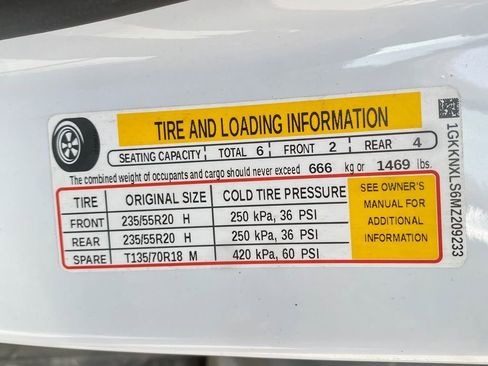 TIRE AND LOADING INFORMATION
SEATING CAPACITY TOTAL 6 FRONT 2 REAR 4
The combined weight of occupants and cargo should never exceed 666 kg or 1469 lbs.
TIRE ORIGINAL SIZE COLD TIRE PRESSURE
FRONT 235/55R20 H 250 kPa, 36 PSI
REAR 235/55R20 H 250 kPa, 36 PSI
SPARE T135/70R18 M 420 kPa, 60 PSI
SEE OWNER'S
MANUAL FOR
ADDITIONAL
INFORMATION
1GKKNXLS6MZ209233